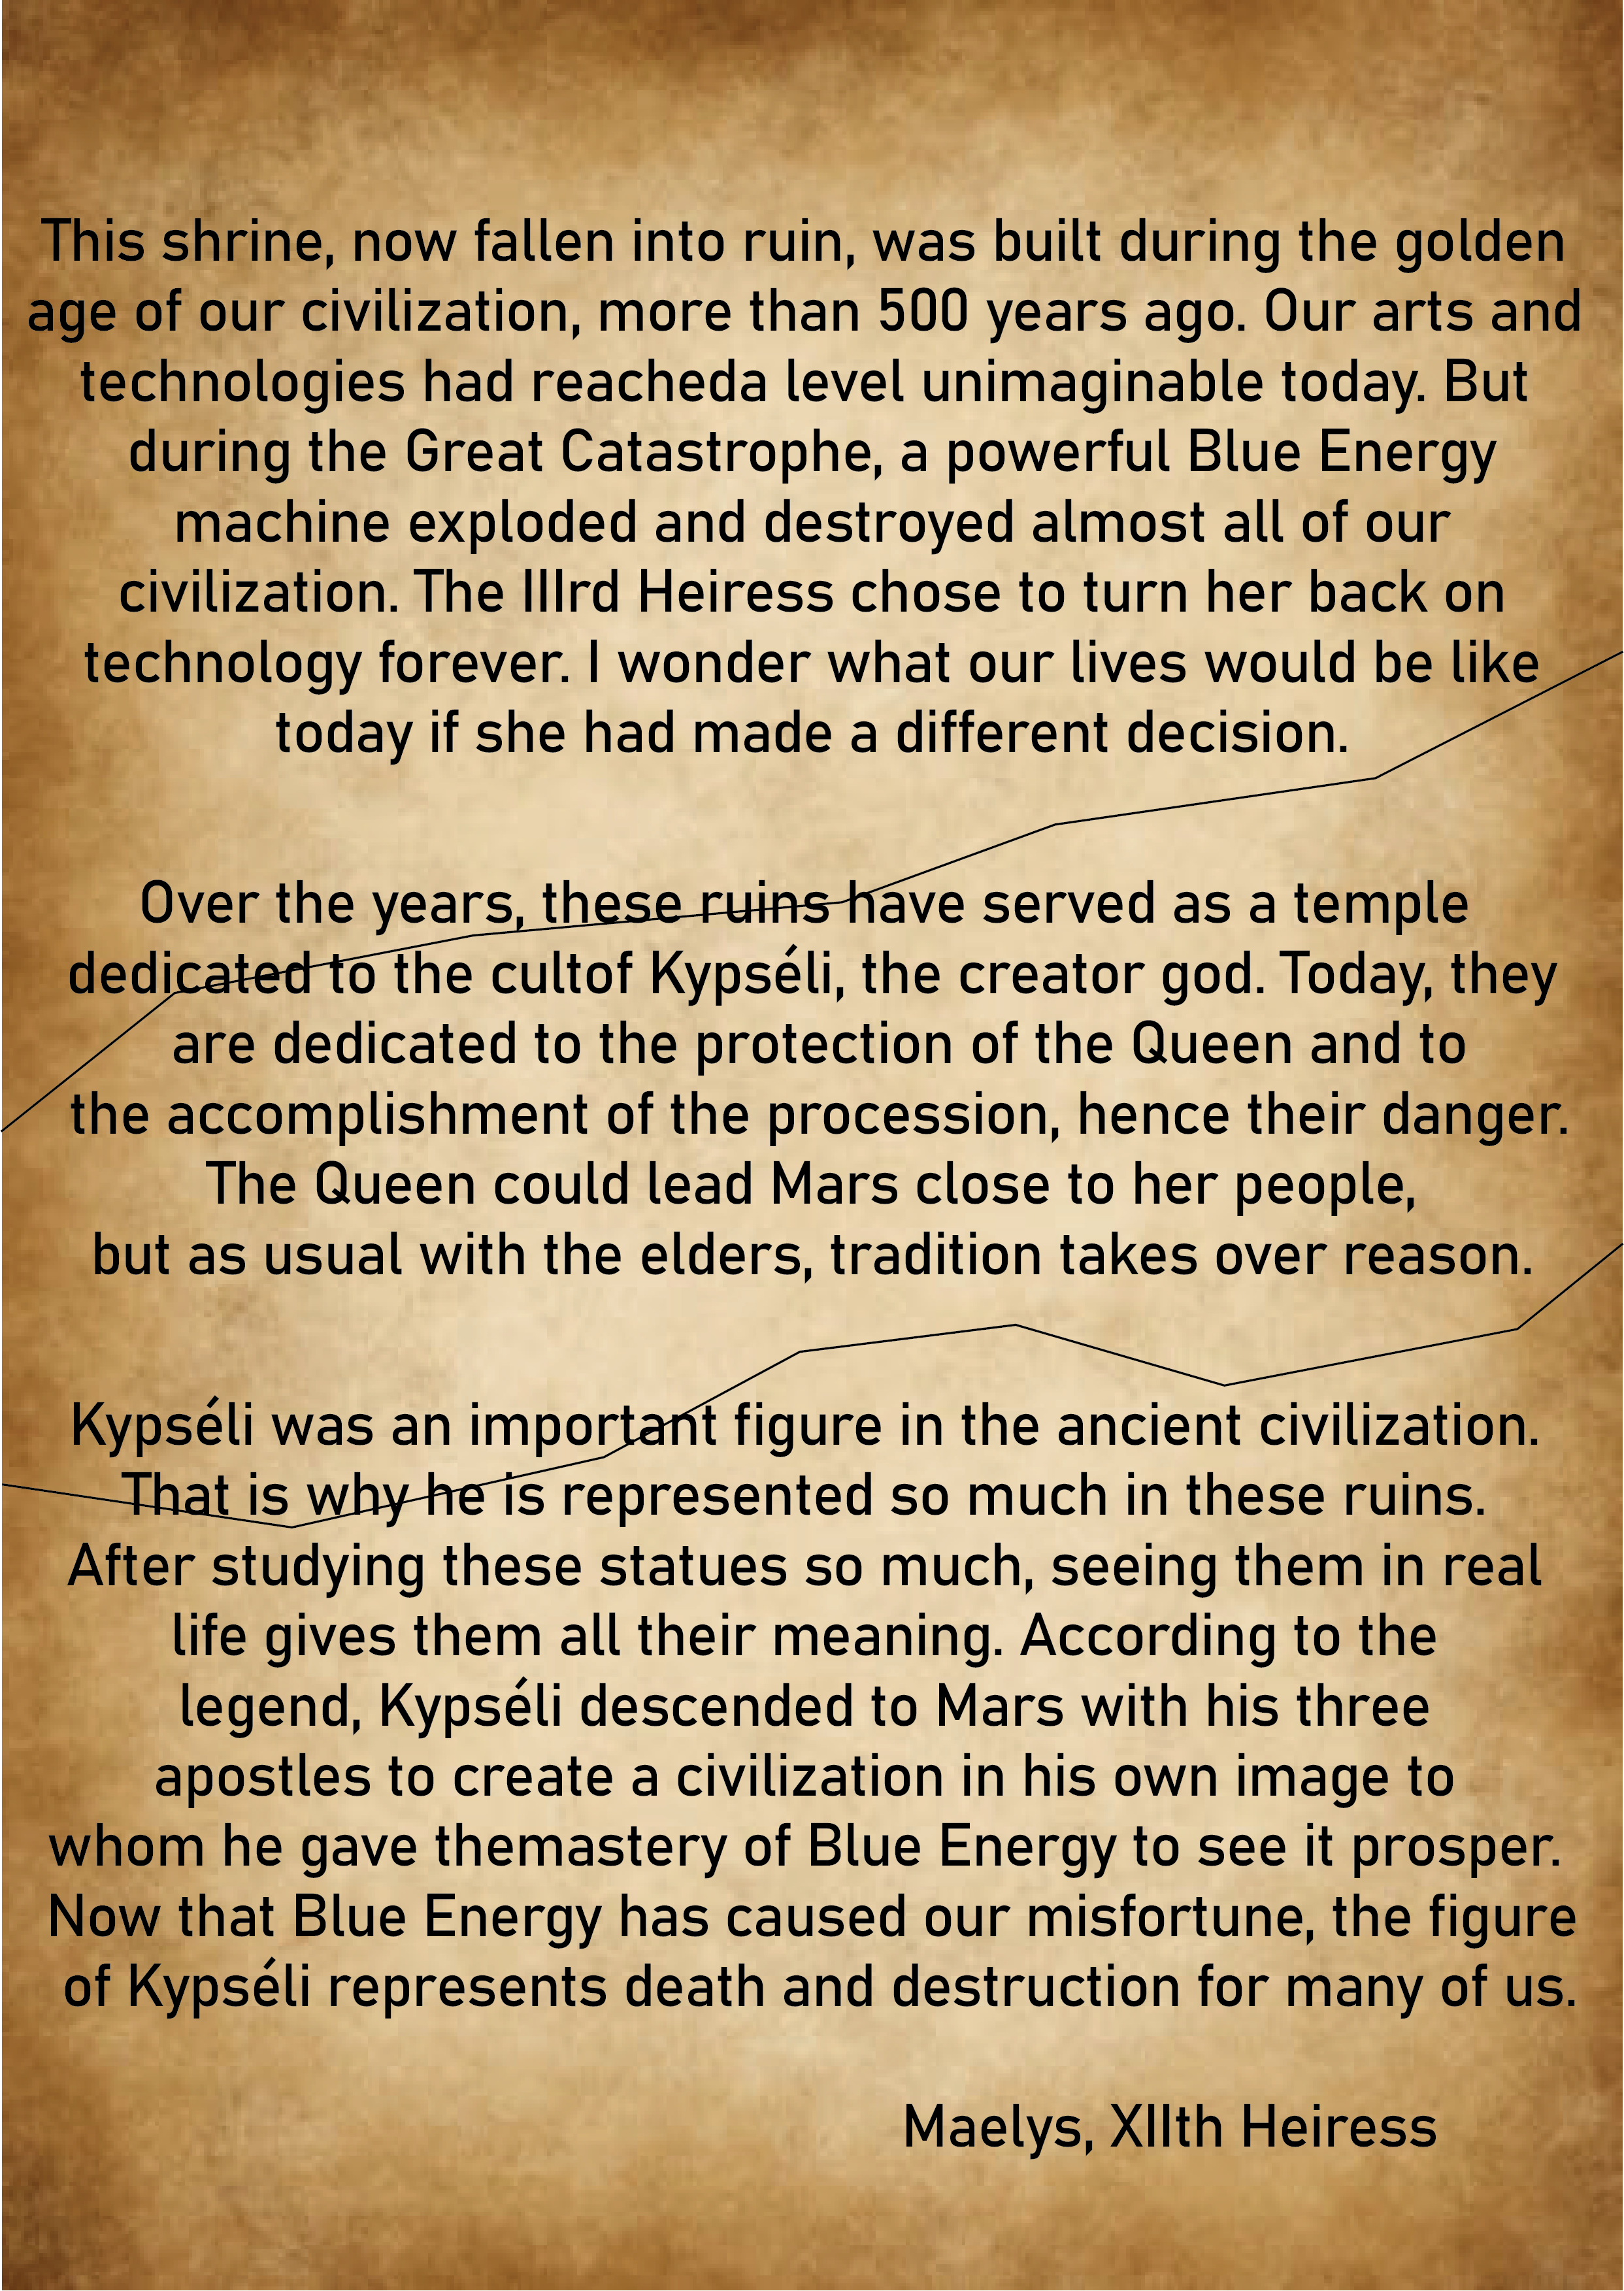 This shrine, now fallen into ruin, was built during the golden
age of our civilization, more than 500 years ago. Our arts and
technologies had reacheda level unimaginable today. But
during the Great Catastrophe, a powerful Blue Energy
machine exploded and destroyed almost all of our
civilization. The IIIrd Heiress chose to turn her back on
technology forever. I wonder what our lives would be like
today if she had made a different decision.
Over the years, these ruins have served as a temple
dedicated to the cultof Kypséli, the creator god. Today, they
are dedicated to the protection of the Queen and to
the accomplishment of the procession, hence their danger.
The Queen could lead Mars close to her people,
but as usual with the elders, tradition takes over reason.
Kypséli was an important figure in the ancient civilization.
That is why he is represented so much in these ruins.
After studying these statues so much, seeing them in real
life gives them all their meaning. According to the
legend, Kypséli descended to Mars with his three
apostles to create a civilization in his own image to
whom he gave themastery of Blue Energy to see it prosper.
Now that Blue Energy has caused our misfortune, the figure
of Kypséli represents death and destruction for many of us.
Maelys, XIIth Heiress